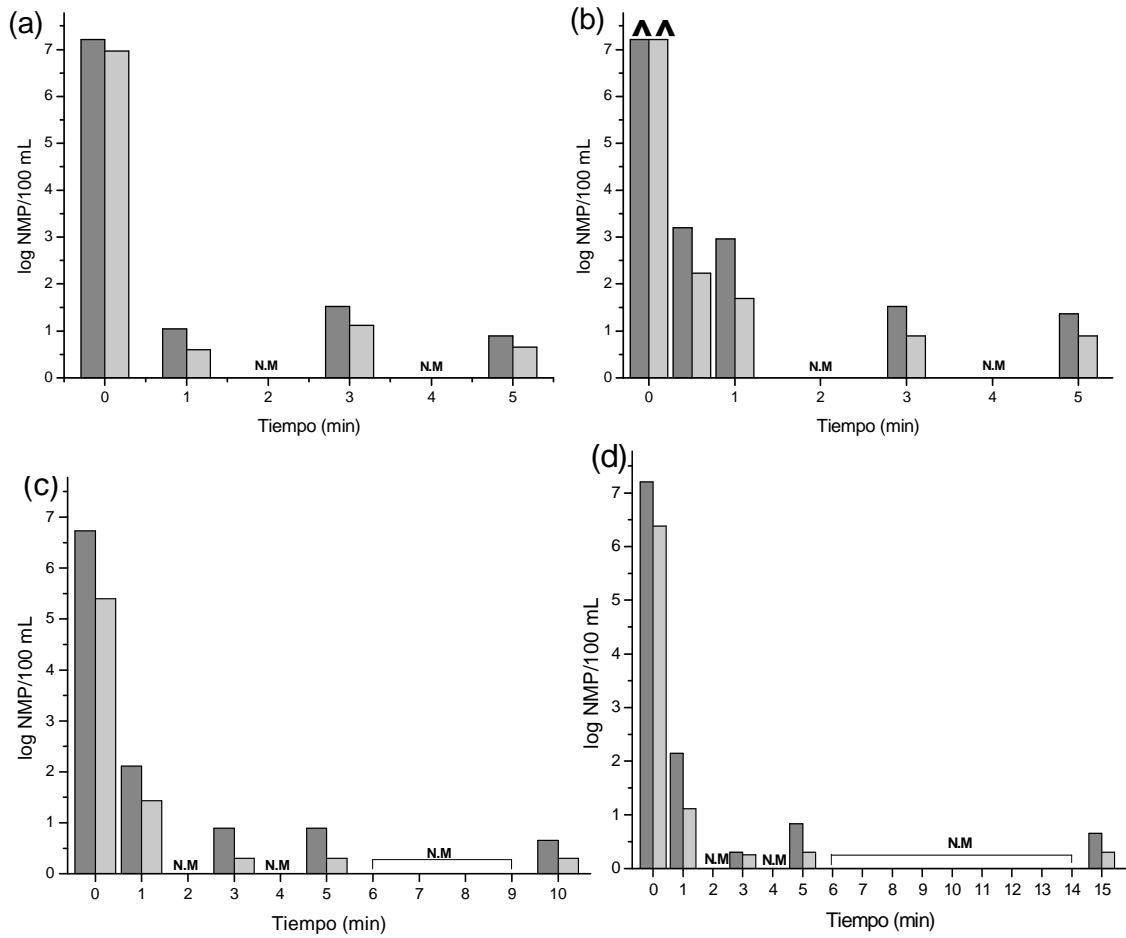 (a)
log NMP/100 mL
7
6
5
4
3
2
1
0
N.M
N.M
0 1 2 3 4 5
Tiempo (min)
(b)
^ ^
log NMP/100 mL
7
6
5
4
3
2
1
0
N.M
N.M
0 1 2 3 4 5
Tiempo (min)
(c)
log NMP/100 mL
7
6
5
4
3
2
1
0
N.M
N.M
N.M
0 1 2 3 4 5 6 7 8 9 10
Tiempo (min)
(d)
log NMP/100 mL
7
6
5
4
3
2
1
0
N.M
N.M
N.M
0 1 2 3 4 5 6 7 8 9 10 11 12 13 14 15
Tiempo (min)